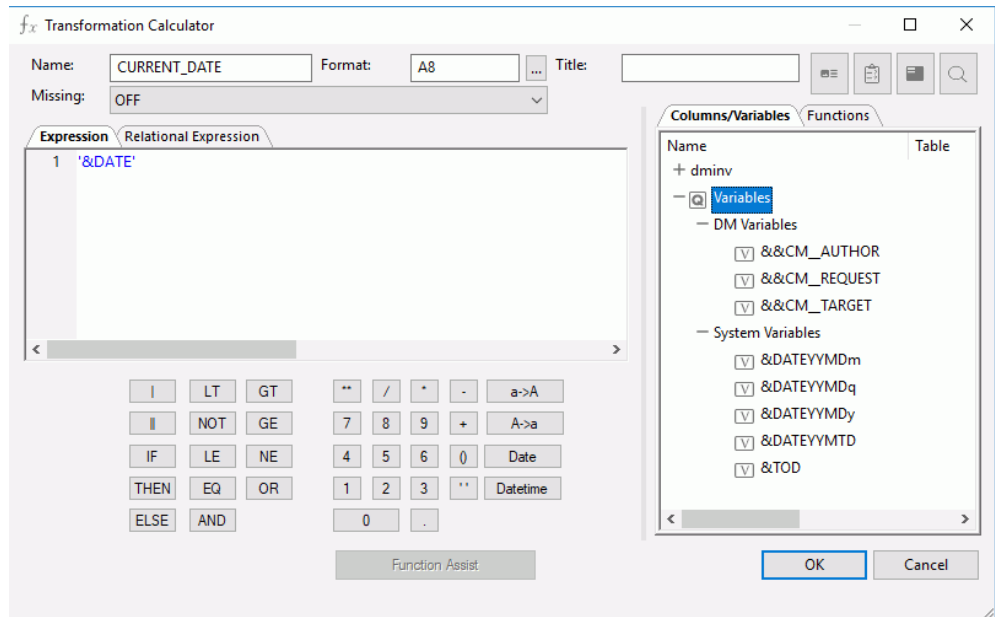 fx Transformation Calculator
Name: CURRENT_DATE Format: A8 ... Title:
Missing: OFF
Expression Relational Expression
1 '&DATE'
| LT GT ** / * - a->A
|| NOT GE 7 8 9 + A->a
IF LE NE 4 5 6 () Date
THEN EQ OR 1 2 3 ' ' Datetime
ELSE AND 0 .
Function Assist
Columns/Variables Functions
Name Table
+ dminv
− Q Variables
− DM Variables
V &&CM__AUTHOR
V &&CM__REQUEST
V &&CM__TARGET
− System Variables
V &DATEYYMDm
V &DATEYYMDq
V &DATEYYMDy
V &DATEYYMTD
V &TOD
OK Cancel